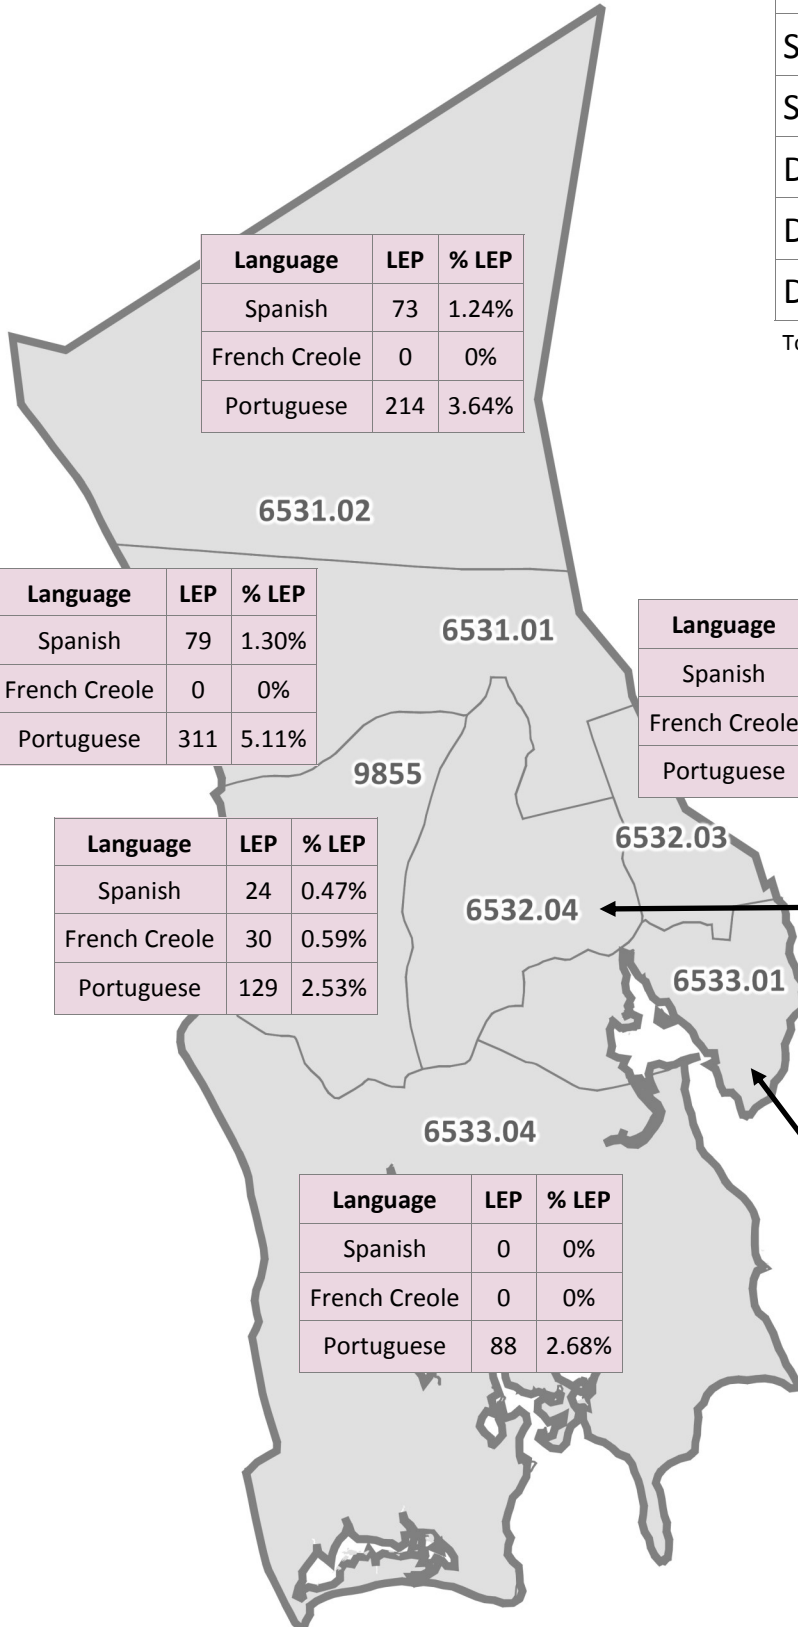 S
S
D
D
D
To
Language LEP % LEP
Spanish 73 1.24%
French Creole 0 0%
Portuguese 214 3.64%
6531.02
Language LEP % LEP
Spanish 79 1.30%
French Creole 0 0%
Portuguese 311 5.11%
6531.01
Language
Spanish
French Creole
Portuguese
9855
6532.03
Language LEP % LEP
Spanish 24 0.47%
French Creole 30 0.59%
Portuguese 129 2.53%
6532.04
6533.01
6533.04
Language LEP % LEP
Spanish 0 0%
French Creole 0 0%
Portuguese 88 2.68%